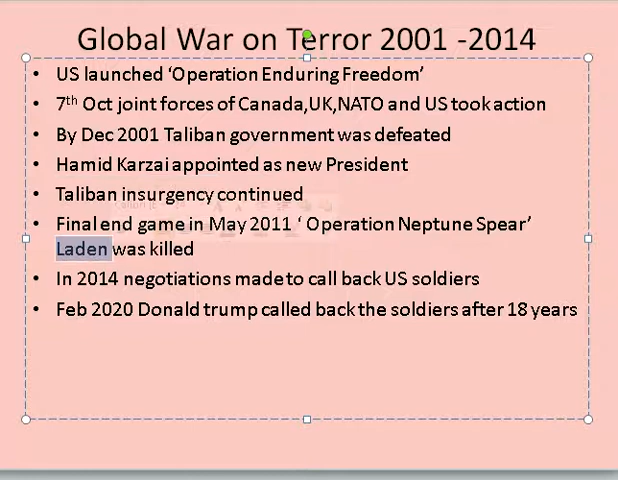 Global War on Terror 2001 -2014
• US launched ‘Operation Enduring Freedom’
• 7th Oct joint forces of Canada,UK,NATO and US took action
• By Dec 2001 Taliban government was defeated
• Hamid Karzai appointed as new President
• Taliban insurgency continued
• Final end game in May 2011 ‘ Operation Neptune Spear’
Laden was killed
• In 2014 negotiations made to call back US soldiers
• Feb 2020 Donald trump called back the soldiers after 18 years